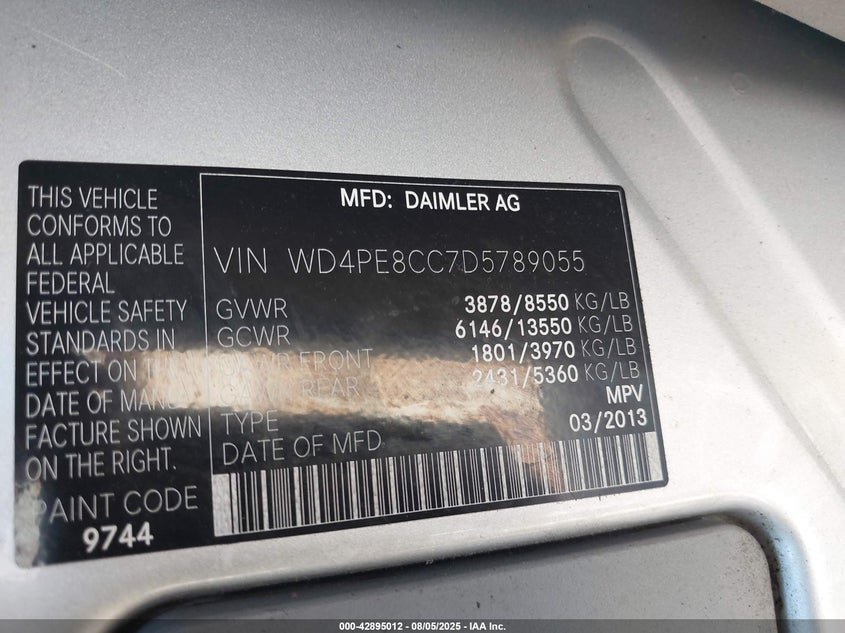 THIS VEHICLE
CONFORMS TO
ALL APPLICABLE
FEDERAL
VEHICLE SAFETY
STANDARDS IN
EFFECT ON THE
DATE OF MANU
FACTURE SHOWN
ON THE RIGHT.
PAINT CODE
9744
MFD: DAIMLER AG
VIN WD4PE8CC7D5789055
GVWR 3878/8550 KG/LB
GCWR 6146/13550 KG/LB
FRONT 1801/3970 KG/LB
REAR 2431/5360 KG/LB
TYPE MPV
DATE OF MFD 03/2013
000-42895012 - 08/05/2025 - IAA Inc.